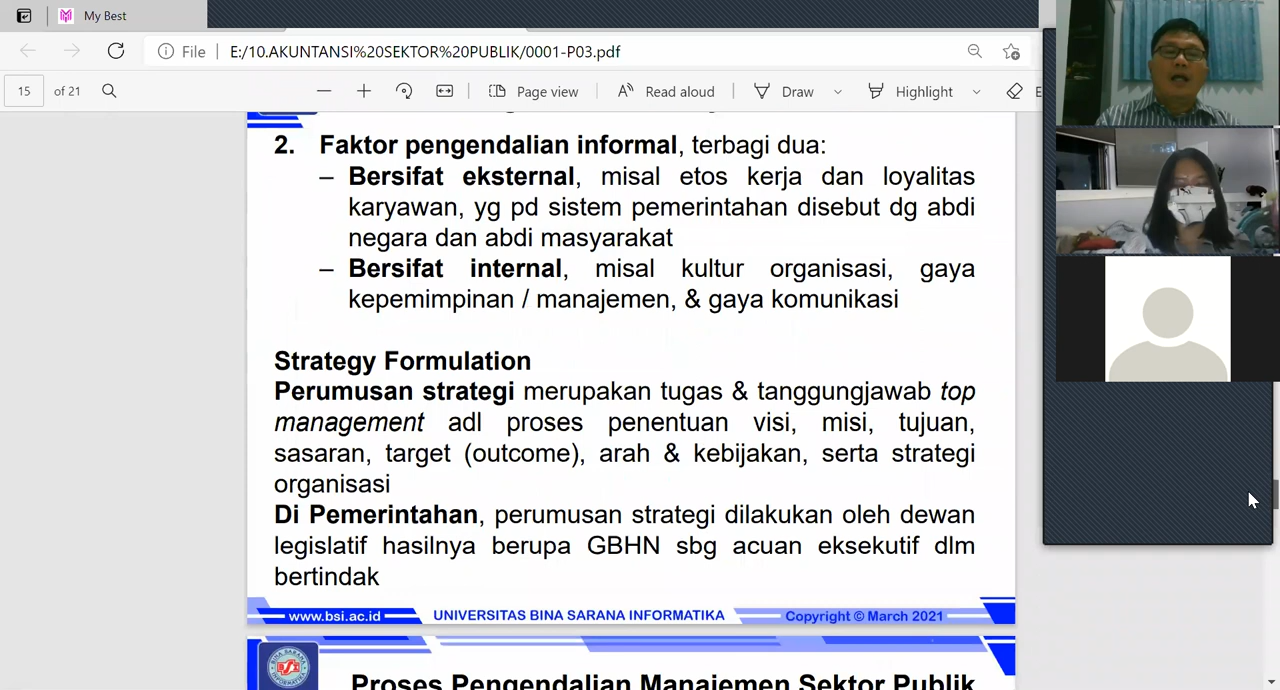 My Best
File
E:/10.AKUNTANSI%20SEKTOR%20PUBLIK/0001-P03.pdf
15 of 21
Page view
Read aloud
Draw
Highlight
E
2. Faktor pengendalian informal, terbagi dua:
– Bersifat eksternal, misal etos kerja dan loyalitas
karyawan, yg pd sistem pemerintahan disebut dg abdi
negara dan abdi masyarakat
– Bersifat internal, misal kultur organisasi, gaya
kepemimpinan / manajemen, & gaya komunikasi
Strategy Formulation
Perumusan strategi merupakan tugas & tanggungjawab top
management adl proses penentuan visi, misi, tujuan,
sasaran, target (outcome), arah & kebijakan, serta strategi
organisasi
Di Pemerintahan, perumusan strategi dilakukan oleh dewan
legislatif hasilnya berupa GBHN sbg acuan eksekutif dlm
bertindak
www.bsi.ac.id UNIVERSITAS BINA SARANA INFORMATIKA Copyright © March 2021
Proses Pengendalian Manajemen Sektor Publik